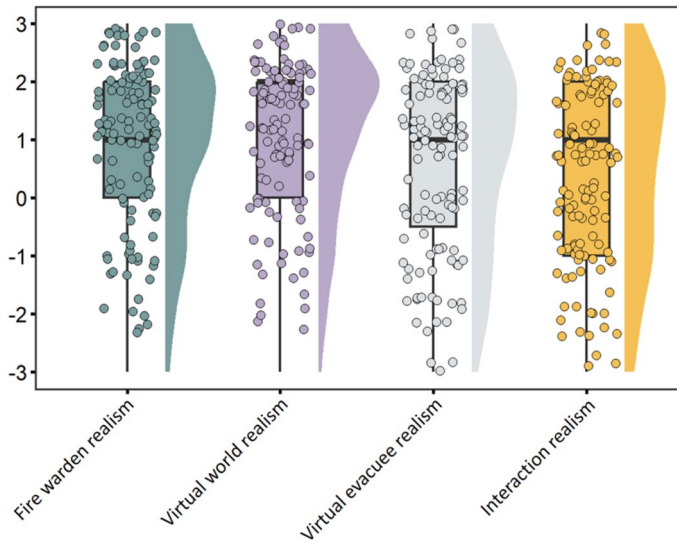 3
2
1
0
-1
-2
-3
Fire warden realism
Virtual world realism
Virtual evacuee realism
Interaction realism